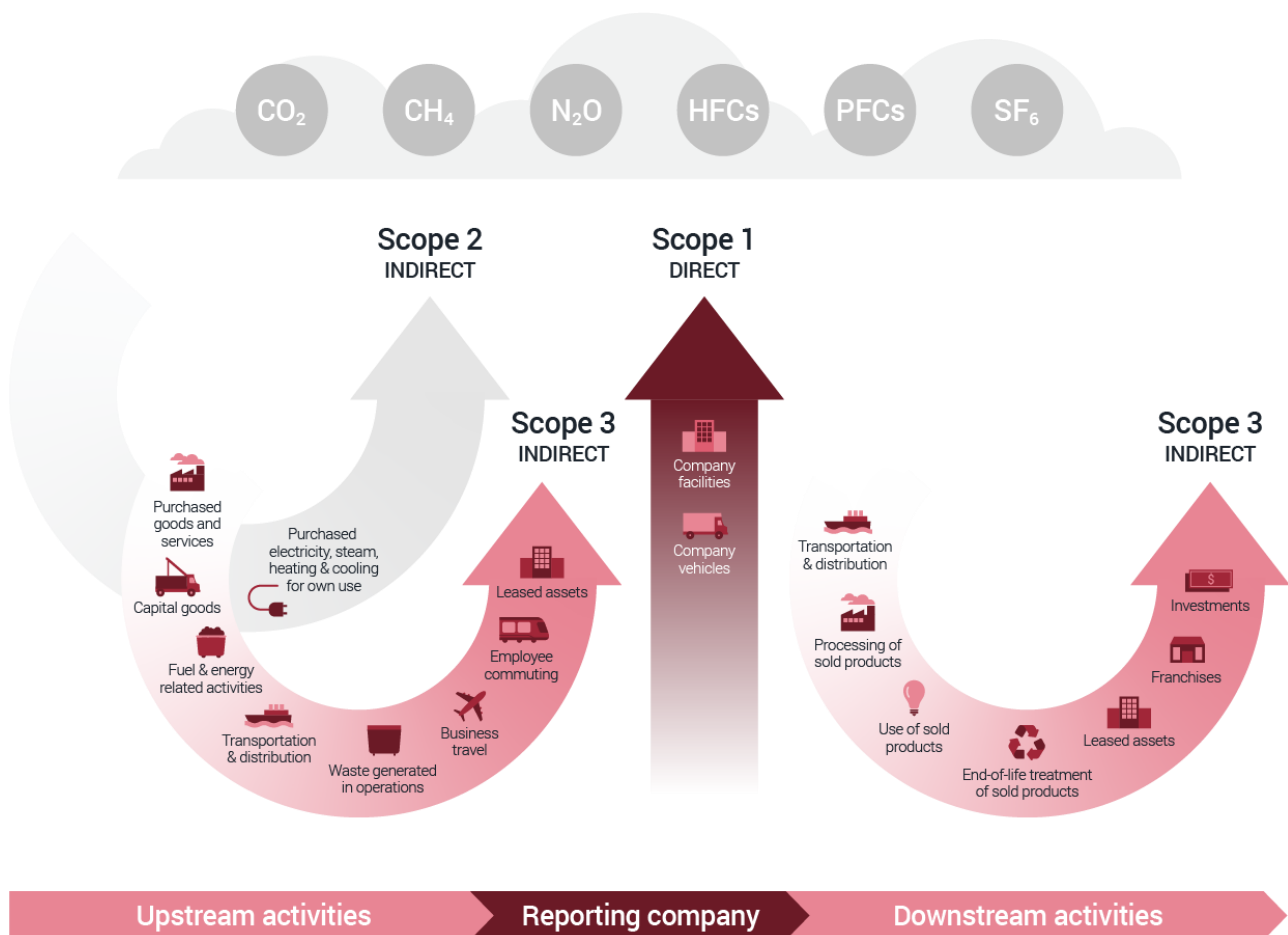 CO₂
CH₄
N₂O
HFCs
PFCs
SF₆
Scope 2
INDIRECT
Scope 1
DIRECT
Scope 3
INDIRECT
Scope 3
INDIRECT
Purchased
goods and
services
Capital goods
Fuel & energy
related activities
Transportation
& distribution
Waste generated
in operations
Business
travel
Employee
commuting
Leased assets
Purchased
electricity, steam,
heating & cooling
for own use
Company
facilities
Company
vehicles
Transportation
& distribution
Processing of
sold products
Use of sold
products
End-of-life treatment
of sold products
Leased assets
Franchises
Investments
$
Upstream activities
Reporting company
Downstream activities